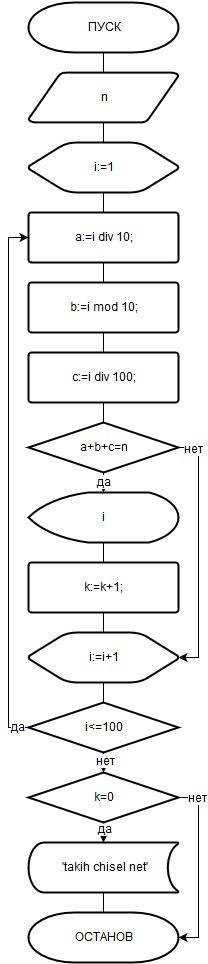 ПУСК
n
i:=1
a:=i div 10;
b:=i mod 10;
c:=i div 100;
a+b+c=n
нет
да
i
k:=k+1;
i:=i+1
i<=100
да
нет
k=0
нет
да
'takih chisel net'
ОСТАНОВ